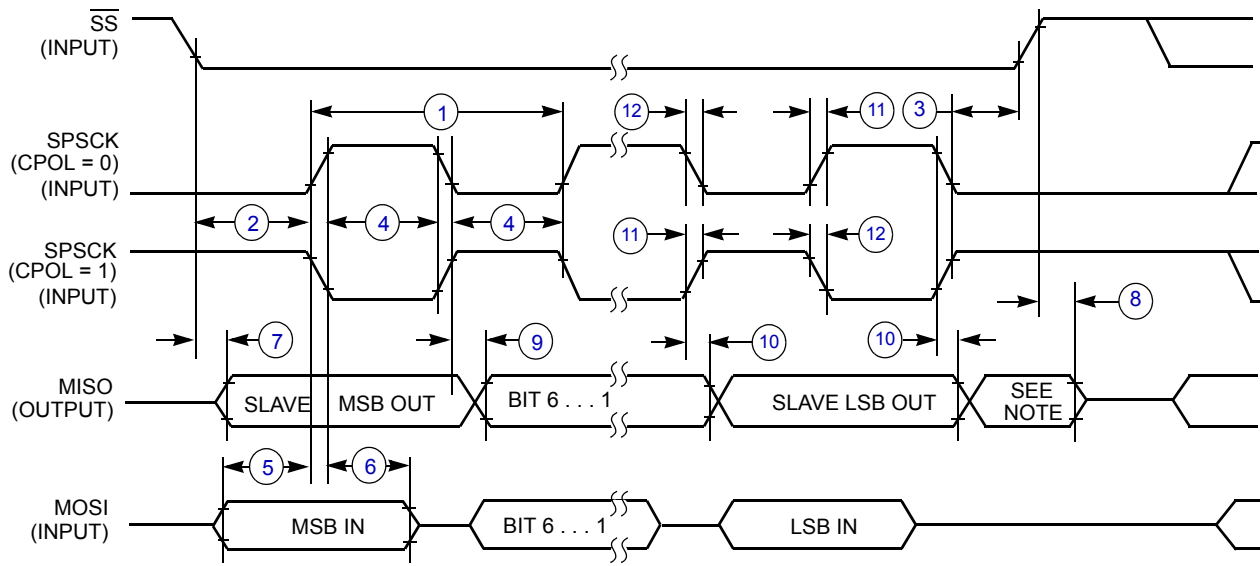 SS
(INPUT)
1
12
11
3
SPSCK
(CPOL = 0)
(INPUT)
2
4
4
11
12
SPSCK
(CPOL = 1)
(INPUT)
8
7
9
10
10
MISO
(OUTPUT)
SLAVE
MSB OUT
BIT 6 . . . 1
SLAVE LSB OUT
SEE
NOTE
5
6
MOSI
(INPUT)
MSB IN
BIT 6 . . . 1
LSB IN